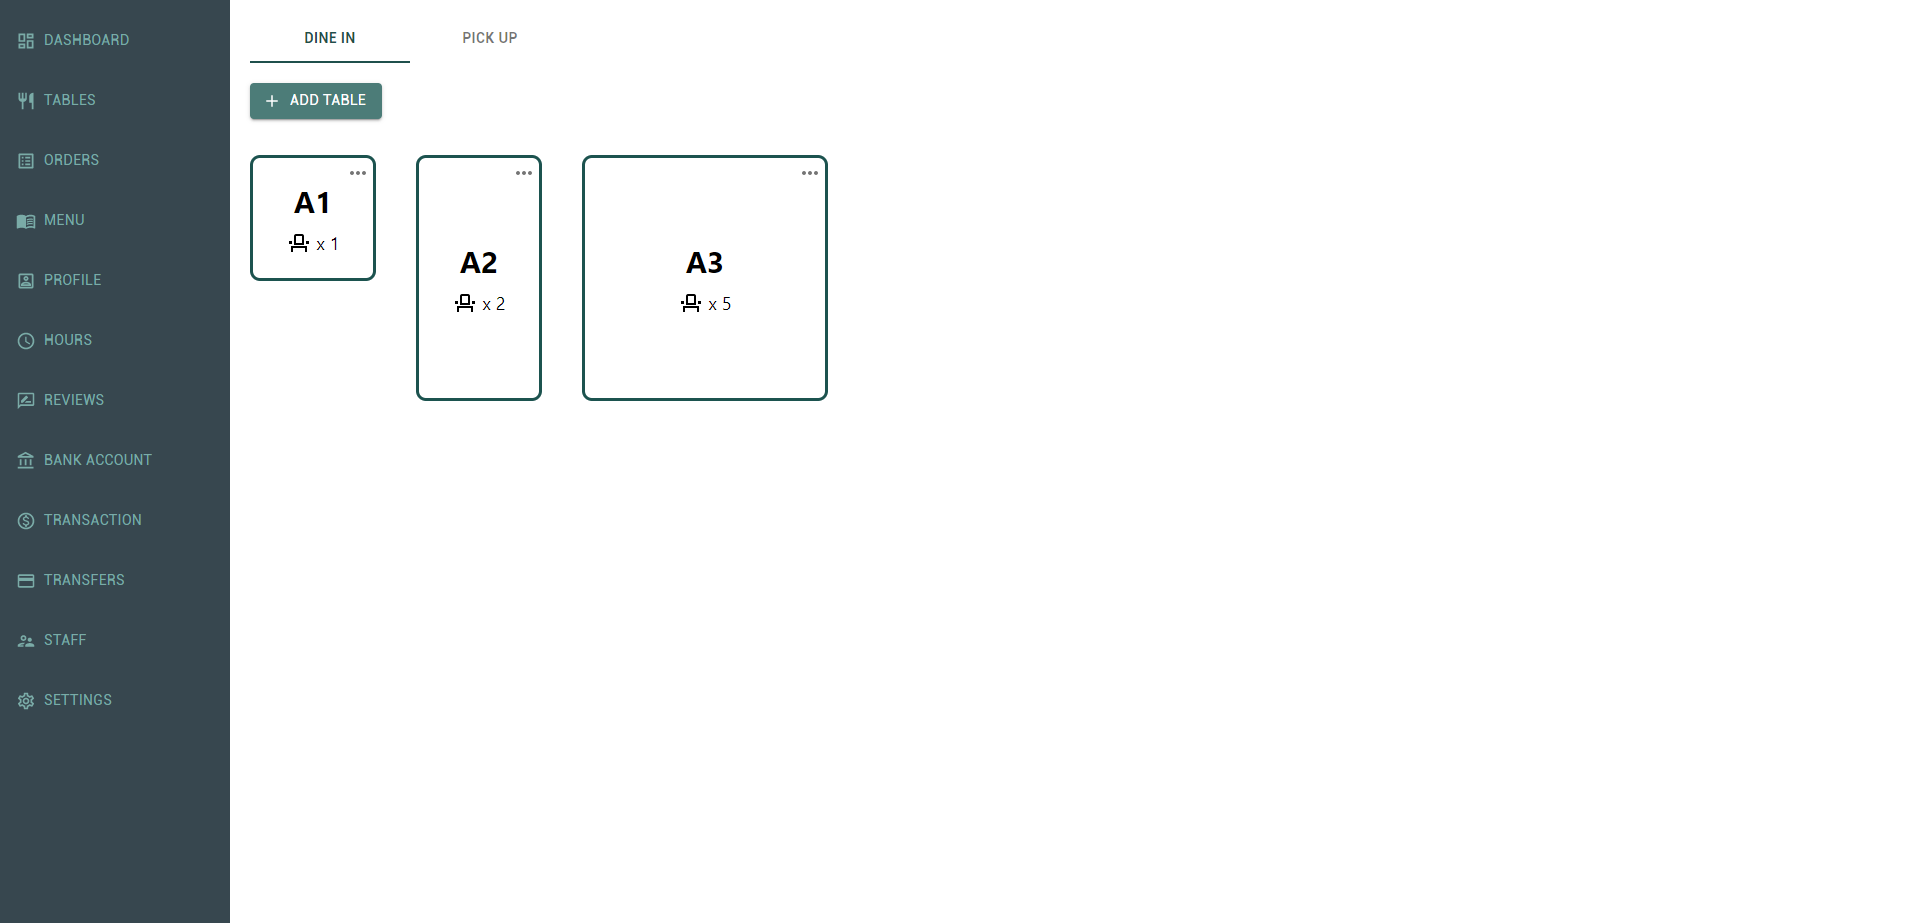 DASHBOARD
TABLES
ORDERS
MENU
PROFILE
HOURS
REVIEWS
BANK ACCOUNT
TRANSACTION
TRANSFERS
STAFF
SETTINGS
DINE IN
PICK UP
+ ADD TABLE
A1
x 1
A2
x 2
A3
x 5